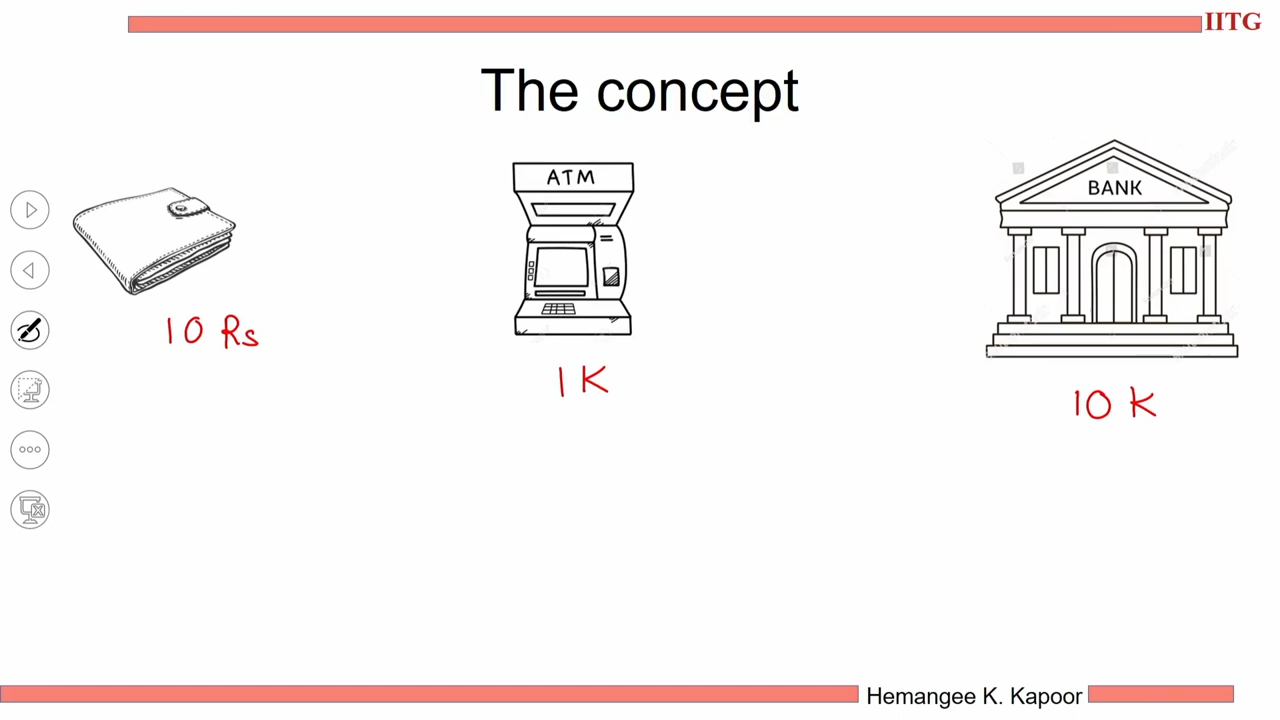 IITG
The concept
ATM
BANK
10 Rs
1 K
10 K
Hemangee K. Kapoor